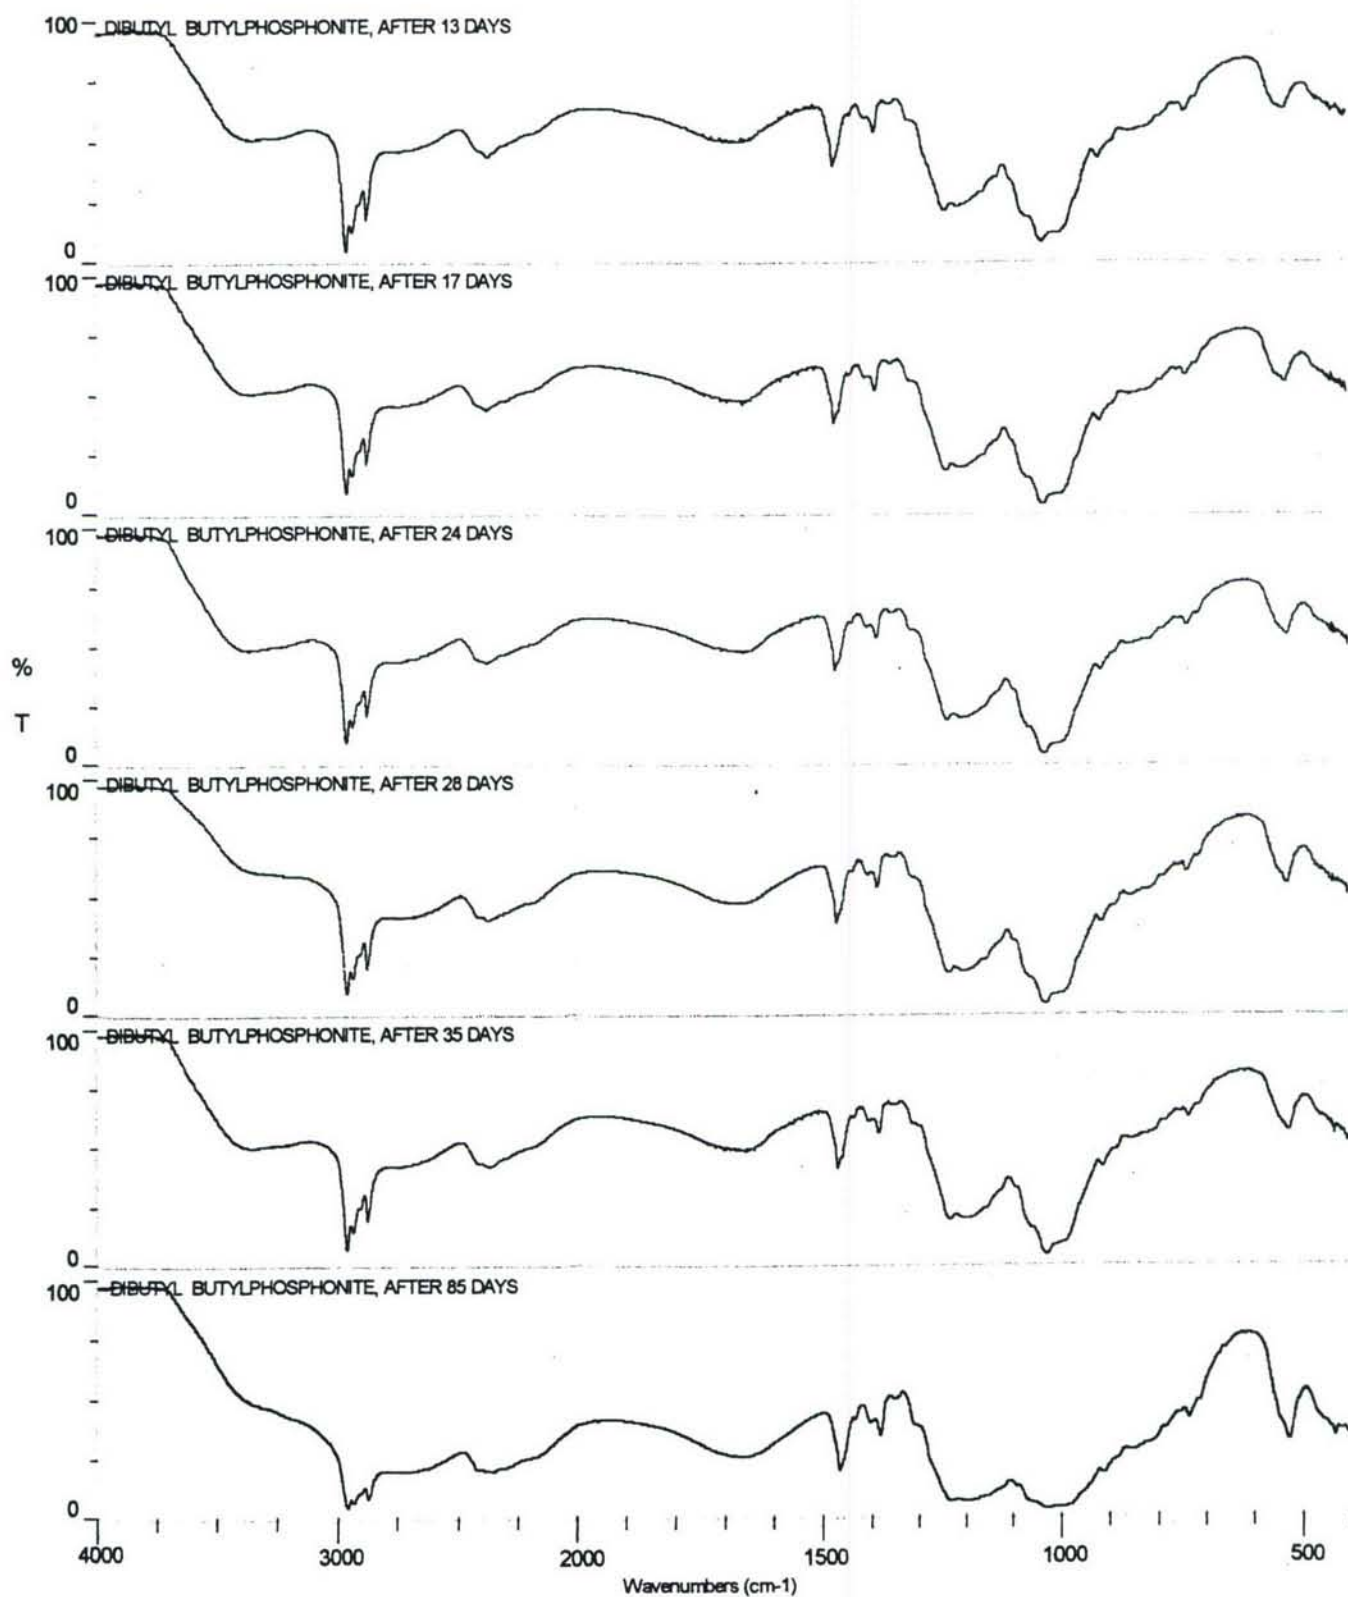 100 DIBUTYL BUTYLPHOSPHONITE, AFTER 13 DAYS
0
100 DIBUTYL BUTYLPHOSPHONITE, AFTER 17 DAYS
0
100 DIBUTYL BUTYLPHOSPHONITE, AFTER 24 DAYS
%
T
0
100 DIBUTYL BUTYLPHOSPHONITE, AFTER 28 DAYS
0
100 DIBUTYL BUTYLPHOSPHONITE, AFTER 35 DAYS
0
100 DIBUTYL BUTYLPHOSPHONITE, AFTER 85 DAYS
0
4000 3000 2000 1500 1000 500
Wavenumbers (cm-1)